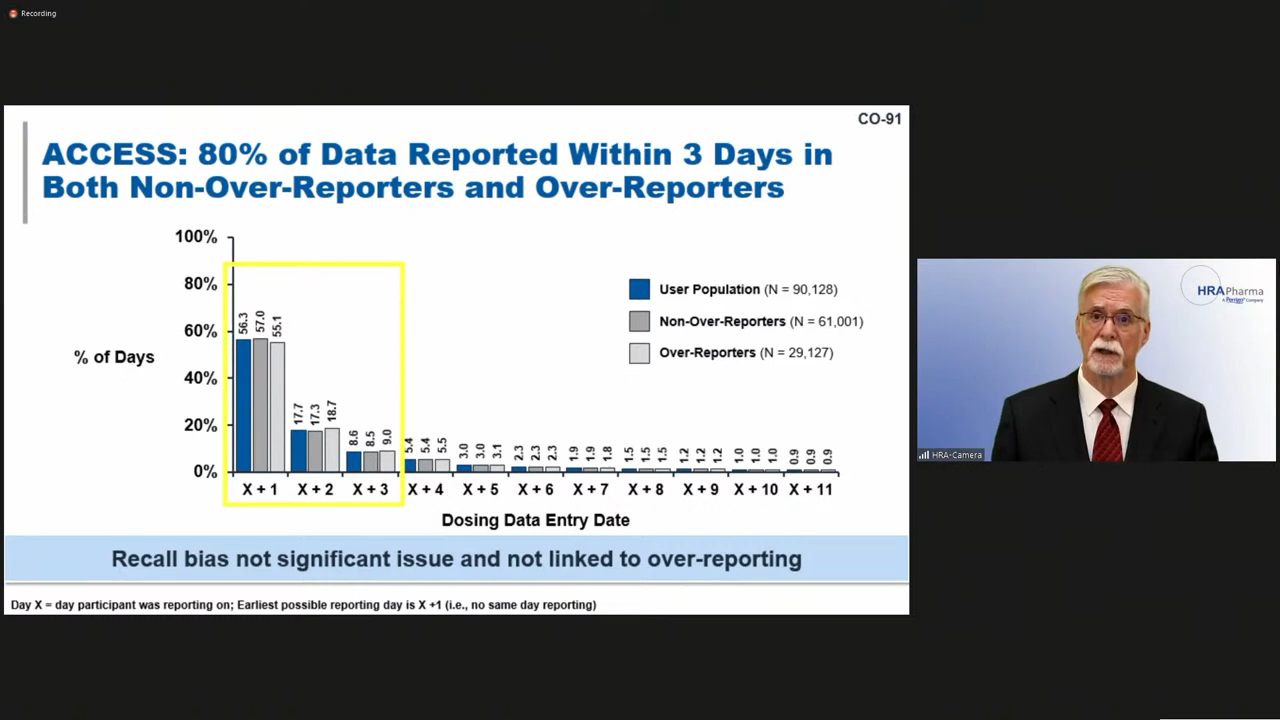 Recording
CO-91
ACCESS: 80% of Data Reported Within 3 Days in
Both Non-Over-Reporters and Over-Reporters
100%
80%
60%
40%
20%
0%
% of Days
56.3 57.0 55.1
17.7 17.3 18.7
8.6 8.5 9.0
5.4 5.4 5.5
3.0 3.0 3.1
2.3 2.3 2.3
1.9 1.9 1.8
1.5 1.5 1.5
1.2 1.2 1.2
1.0 1.0 1.0
0.9 0.9 0.9
User Population (N = 90,128)
Non-Over-Reporters (N = 61,001)
Over-Reporters (N = 29,127)
X + 1 X + 2 X + 3 X + 4 X + 5 X + 6 X + 7 X + 8 X + 9 X + 10 X + 11
Dosing Data Entry Date
Recall bias not significant issue and not linked to over-reporting
Day X = day participant was reporting on; Earliest possible reporting day is X +1 (i.e., no same day reporting)
HRA Pharma
A Perrigo Company
HRA-Camera